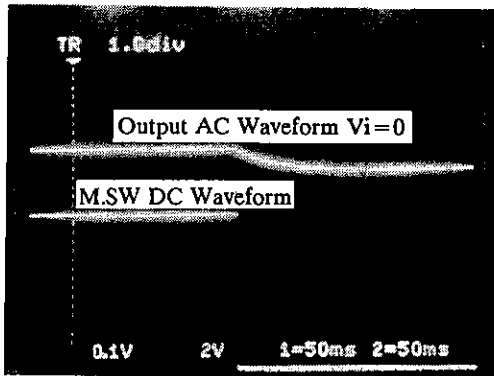 TR 1.0div
Output AC Waveform Vi=0
M.SW DC Waveform
0.1V 2V 1=50ms 2=50ms